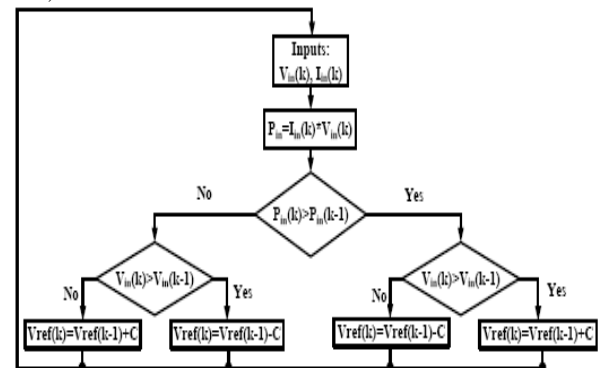 Inputs:
Vin(k), Iin(k)
Pin=Iin(k)*Vin(k)
No
Yes
Pin(k)>Pin(k-1)
Vin(k)>Vin(k-1)
Vin(k)>Vin(k-1)
No
Yes
No
Yes
Vref(k)=Vref(k-1)+C
Vref(k)=Vref(k-1)-C
Vref(k)=Vref(k-1)-C
Vref(k)=Vref(k-1)+C